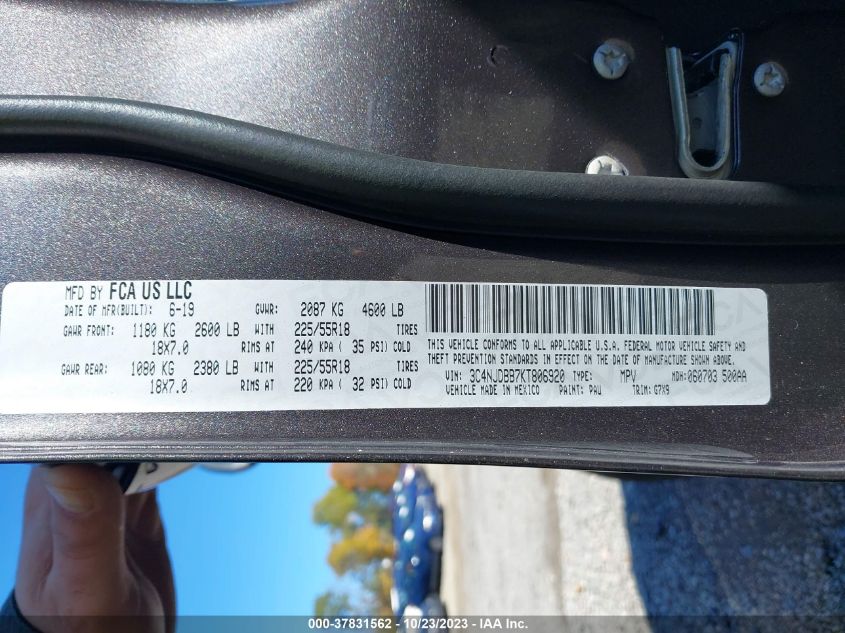 MFD BY FCA US LLC
DATE OF MFR(BUILT): 6-19 GVWR: 2087 KG 4600 LB
GAWR FRONT: 1180 KG 2600 LB WITH 225/55R18 TIRES
18X7.0 RIMS AT 240 KPA ( 35 PSI) COLD
GAWR REAR: 1080 KG 2380 LB WITH 225/55R18 TIRES
18X7.0 RIMS AT 220 KPA ( 32 PSI) COLD
THIS VEHICLE CONFORMS TO ALL APPLICABLE U.S.A. FEDERAL MOTOR VEHICLE SAFETY AND
THEFT PREVENTION STANDARDS IN EFFECT ON THE DATE OF MANUFACTURE SHOWN ABOVE.
VIN: 3C4NJDBB7KT806920 TYPE: MPV MDH: 060703 500AA
VEHICLE MADE IN MEXICO PAINT: PAU TRIM: G7X9
000-37831562 - 10/23/2023 - IAA Inc.